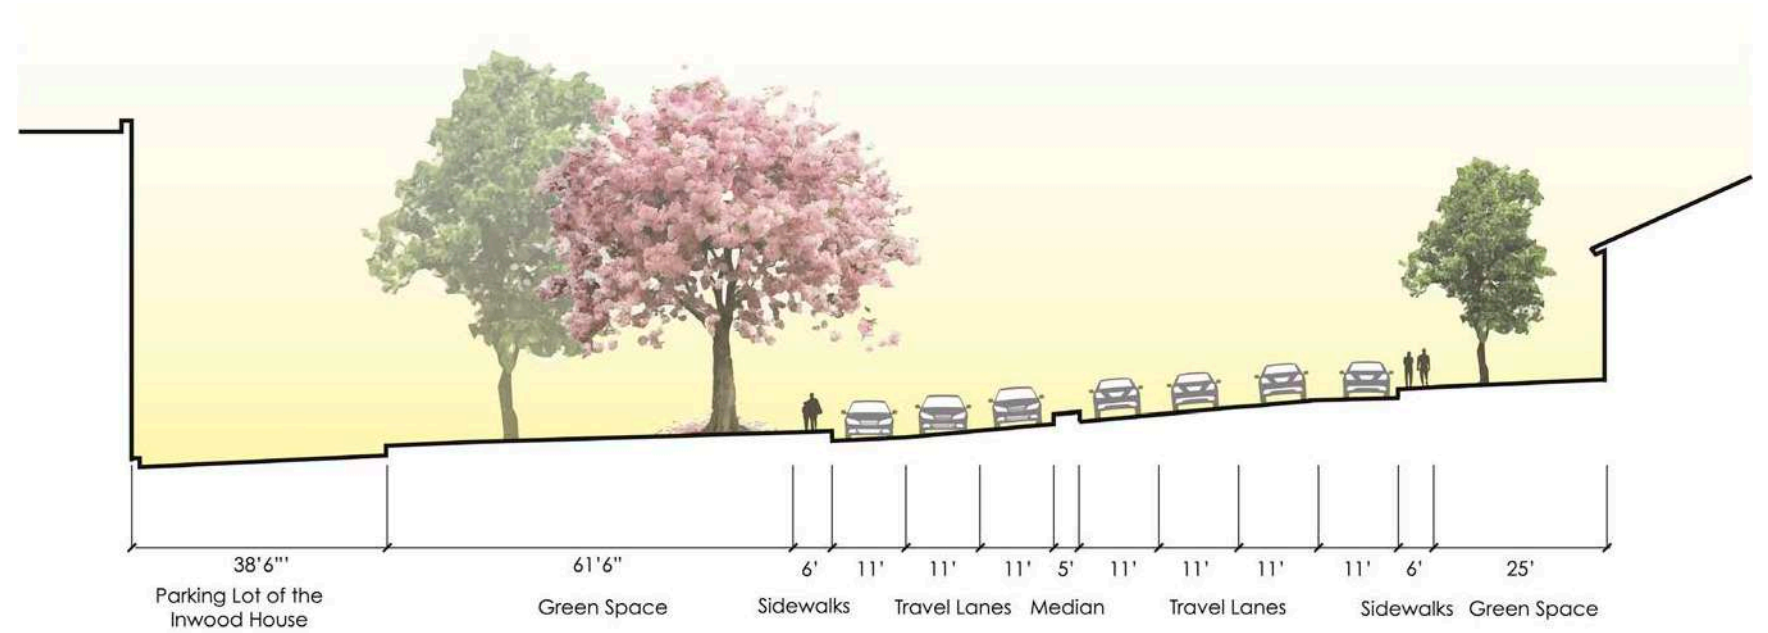 38'6"'
61'6"
6'
11'
11'
11'
5'
11'
11'
11'
11'
6'
25'
Parking Lot of the
Inwood House
Green Space
Sidewalks
Travel Lanes
Median
Travel Lanes
Sidewalks
Green Space